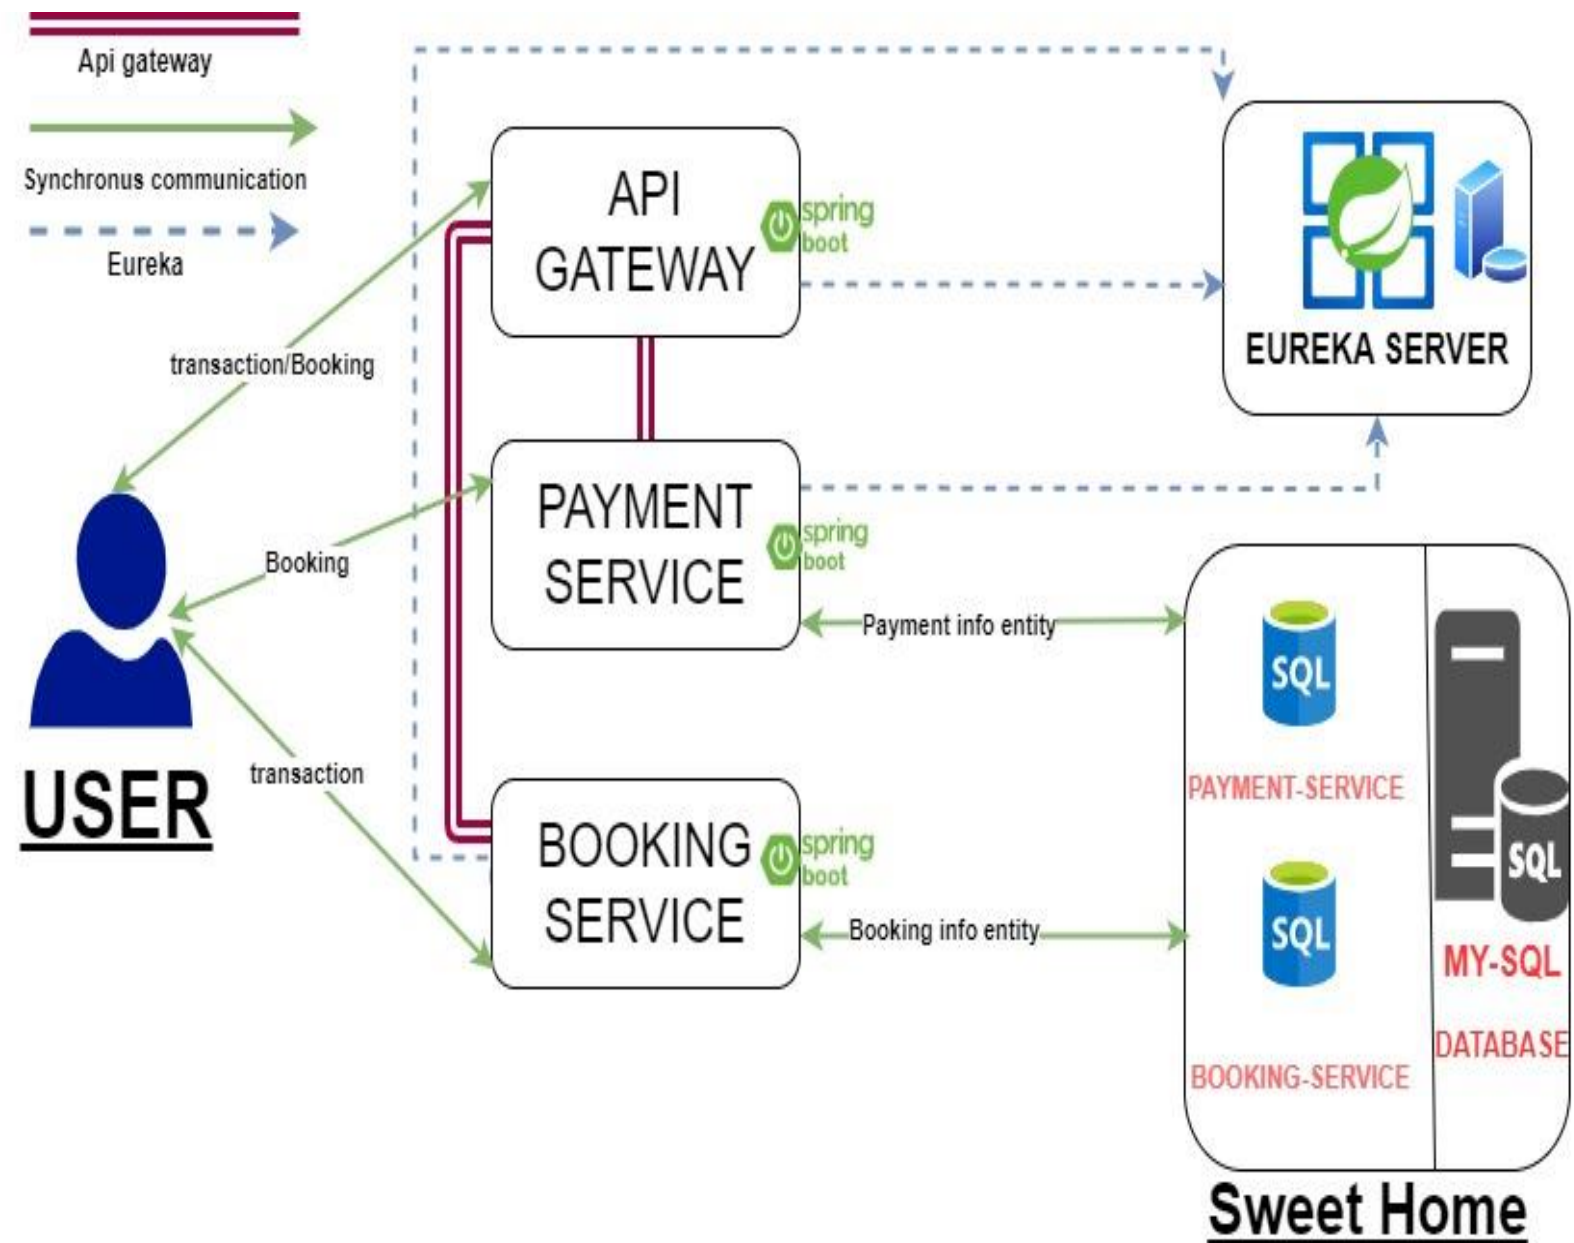 Api gateway
Synchronus communication
Eureka
API
GATEWAY
spring
boot
EUREKA SERVER
transaction/Booking
PAYMENT
SERVICE
spring
boot
Booking
Payment info entity
SQL
PAYMENT-SERVICE
transaction
USER
BOOKING
SERVICE
spring
boot
Booking info entity
SQL
BOOKING-SERVICE
SQL
MY-SQL
DATABASE
Sweet Home